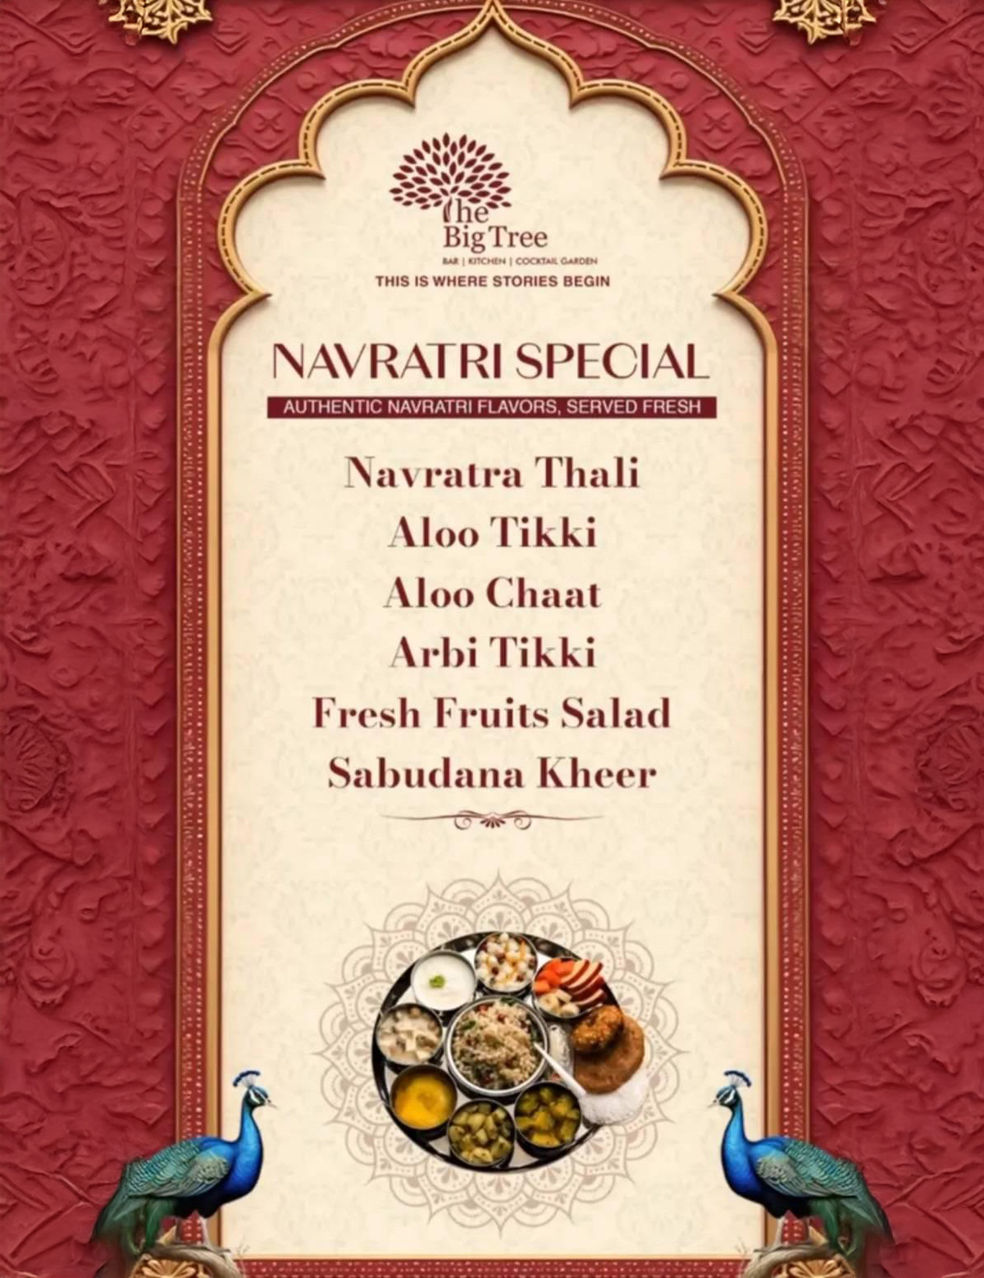 The
Big Tree
BAR | KITCHEN | COCKTAIL GARDEN
THIS IS WHERE STORIES BEGIN
NAVRATRI SPECIAL
AUTHENTIC NAVRATRI FLAVORS, SERVED FRESH
Navratra Thali
Aloo Tikki
Aloo Chaat
Arbi Tikki
Fresh Fruits Salad
Sabudana Kheer